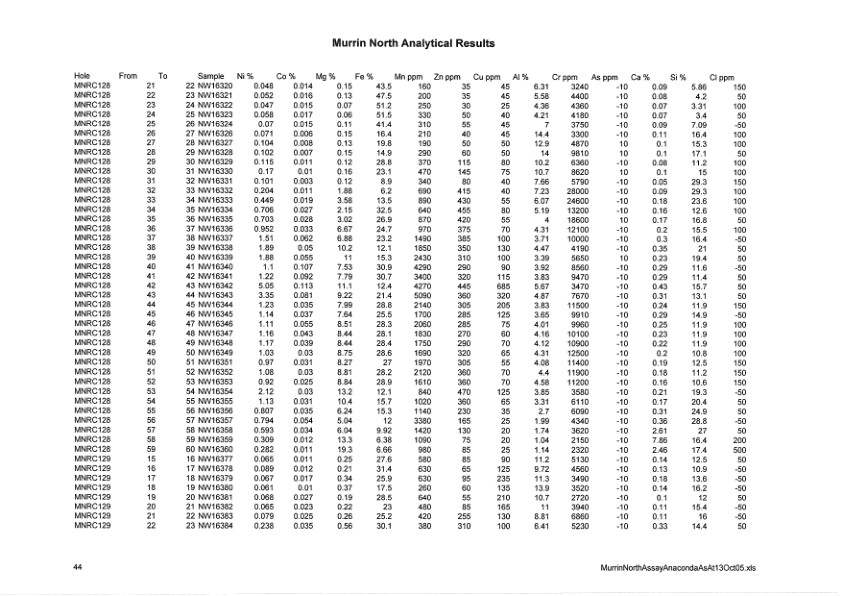 Murrin North Analytical Results
Hole From To Sample Ni % Co % Mg % Fe % Mn ppm Zn ppm Cu ppm Al % Cr ppm As ppm Ca % Si % Cl ppm
MNRC128 21 22 NW16320 0.048 0.014 0.15 43.5 160 35 45 6.31 3240 -10 0.09 5.86 150
MNRC128 22 23 NW16321 0.052 0.016 0.13 47.5 200 35 45 5.58 4400 -10 0.08 4.2 50
MNRC128 23 24 NW16322 0.047 0.015 0.07 51.2 250 30 25 4.36 4360 -10 0.07 3.31 100
MNRC128 24 25 NW16323 0.058 0.017 0.06 51.5 330 50 40 4.21 4180 -10 0.07 3.4 50
MNRC128 25 26 NW16324 0.07 0.015 0.11 41.4 310 55 45 7 3750 -10 0.09 7.09 -50
MNRC128 26 27 NW16326 0.071 0.006 0.15 16.4 210 40 45 14.4 3300 -10 0.11 16.4 100
MNRC128 27 28 NW16327 0.104 0.008 0.13 19.8 190 50 50 12.9 4870 10 0.1 15.3 100
MNRC128 28 29 NW16328 0.102 0.007 0.15 14.9 290 60 50 14 9810 10 0.1 17.1 50
MNRC128 29 30 NW16329 0.115 0.011 0.12 28.8 370 115 80 10.2 6360 -10 0.08 11.2 100
MNRC128 30 31 NW16330 0.17 0.01 0.16 23.1 470 145 75 10.7 8620 10 0.1 15 100
MNRC128 31 32 NW16331 0.101 0.003 0.12 8.9 340 80 40 7.66 5790 -10 0.05 29.3 150
MNRC128 32 33 NW16332 0.204 0.011 1.88 6.2 690 415 40 7.23 28000 -10 0.09 29.3 100
MNRC128 33 34 NW16333 0.449 0.019 3.58 13.5 890 430 55 6.07 24600 -10 0.18 23.6 100
MNRC128 34 35 NW16334 0.706 0.027 2.15 32.5 640 455 80 5.19 13200 -10 0.16 12.6 100
MNRC128 35 36 NW16335 0.703 0.028 3.02 26.9 870 420 55 4 18600 10 0.17 16.8 50
MNRC128 36 37 NW16336 0.952 0.033 6.67 24.7 970 375 70 4.31 12100 -10 0.2 15.5 100
MNRC128 37 38 NW16337 1.51 0.062 6.88 23.2 1490 385 100 3.71 10000 -10 0.3 16.4 -50
MNRC128 38 39 NW16338 1.89 0.05 10.2 12.1 1850 350 130 4.47 4190 -10 0.35 21 50
MNRC128 39 40 NW16339 1.88 0.055 11 15.3 2430 310 100 3.39 5650 10 0.23 19.4 50
MNRC128 40 41 NW16340 1.1 0.107 7.53 30.9 4290 290 90 3.92 8560 -10 0.29 11.6 -50
MNRC128 41 42 NW16341 1.22 0.092 7.79 30.7 3400 320 115 3.83 9470 -10 0.29 11.4 50
MNRC128 42 43 NW16342 5.05 0.113 11.1 12.4 4270 445 685 5.67 3470 -10 0.43 15.7 50
MNRC128 43 44 NW16343 3.35 0.081 9.22 21.4 5090 360 320 4.87 7670 -10 0.31 13.1 50
MNRC128 44 45 NW16344 1.23 0.035 7.99 28.8 2140 305 205 3.83 11500 -10 0.24 11.9 150
MNRC128 45 46 NW16345 1.14 0.037 7.64 25.5 1700 285 125 3.65 9910 -10 0.29 14.9 -50
MNRC128 46 47 NW16346 1.11 0.055 8.51 28.3 2060 285 75 4.01 9960 -10 0.25 11.9 100
MNRC128 47 48 NW16347 1.16 0.043 8.44 28.1 1830 270 60 4.16 10100 -10 0.23 11.9 100
MNRC128 48 49 NW16348 1.17 0.039 8.44 28.4 1750 290 70 4.12 10900 -10 0.22 11.9 100
MNRC128 49 50 NW16349 1.03 0.03 8.75 28.6 1690 320 65 4.31 12500 -10 0.2 10.8 100
MNRC128 50 51 NW16351 0.97 0.031 8.27 27 1970 305 55 4.08 11400 -10 0.19 12.5 150
MNRC128 51 52 NW16352 1.08 0.03 8.81 28.2 2120 360 70 4.4 11900 -10 0.18 11.2 150
MNRC128 52 53 NW16353 0.92 0.025 8.84 28.9 1610 360 70 4.58 11200 -10 0.16 10.6 150
MNRC128 53 54 NW16354 2.12 0.03 13.2 12.1 840 470 125 3.85 3580 -10 0.21 19.3 -50
MNRC128 54 55 NW16355 1.13 0.031 10.4 15.7 1020 360 65 3.31 6110 -10 0.17 20.4 50
MNRC128 55 56 NW16356 0.807 0.035 6.24 15.3 1140 230 35 2.7 6090 -10 0.31 24.9 50
MNRC128 56 57 NW16357 0.794 0.054 5.04 12 3380 165 25 1.99 4340 -10 0.36 28.8 -50
MNRC128 57 58 NW16358 0.593 0.034 6.04 9.92 1420 130 20 1.74 3620 -10 2.61 27 50
MNRC128 58 59 NW16359 0.309 0.012 13.3 6.38 1090 75 20 1.04 2150 -10 7.86 16.4 200
MNRC128 59 60 NW16360 0.282 0.011 19.3 6.66 980 85 25 1.14 2320 -10 2.46 17.4 500
MNRC129 15 16 NW16377 0.065 0.011 0.25 27.6 580 85 90 11.2 5130 -10 0.14 12.5 50
MNRC129 16 17 NW16378 0.089 0.012 0.21 31.4 630 65 125 9.72 4560 -10 0.13 10.9 -50
MNRC129 17 18 NW16379 0.067 0.017 0.34 25.9 630 95 235 11.3 3490 -10 0.18 13.6 -50
MNRC129 18 19 NW16380 0.061 0.01 0.37 17.5 260 60 135 13.9 3520 -10 0.14 16.2 -50
MNRC129 19 20 NW16381 0.068 0.027 0.19 28.5 640 55 210 10.7 2720 -10 0.1 12 50
MNRC129 20 21 NW16382 0.065 0.023 0.22 23 480 85 165 11 3940 -10 0.11 15.4 -50
MNRC129 21 22 NW16383 0.079 0.025 0.26 25.2 420 255 130 8.81 6860 -10 0.11 16 -50
MNRC129 22 23 NW16384 0.238 0.035 0.56 30.1 380 310 100 6.41 5230 -10 0.33 14.4 50
44 MurrinNorthAssayAnacondaAsAt13Oct05.xls